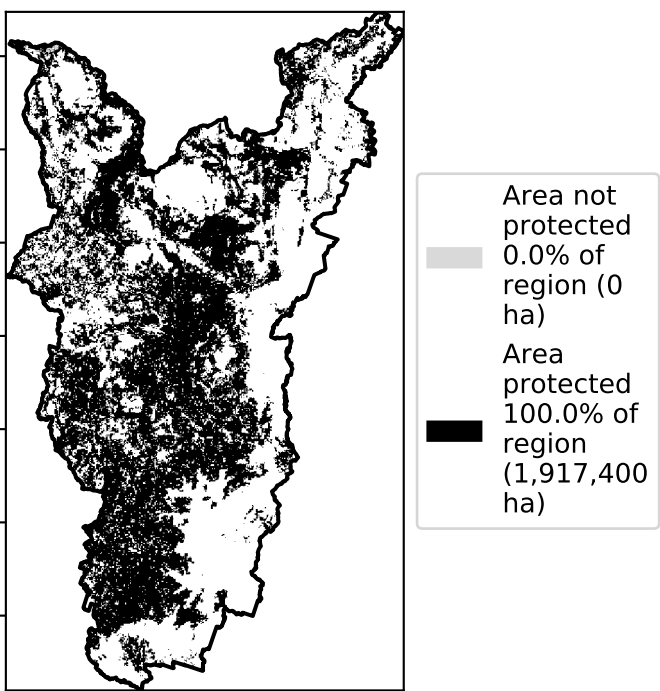 Area not
protected
0.0% of
region (0
ha)
Area
protected
100.0% of
region
(1,917,400
ha)